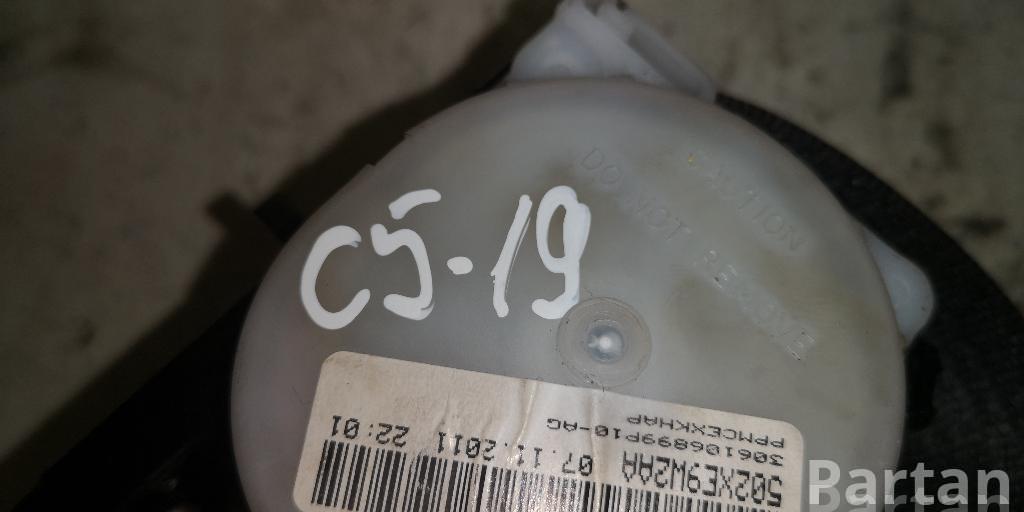 CAUTION
DO NOT REMOVE
C5-19
502XE9W2AA 07.11.2011 22:01
306106899P10-AG
PPMCEXKHAP
Bartan